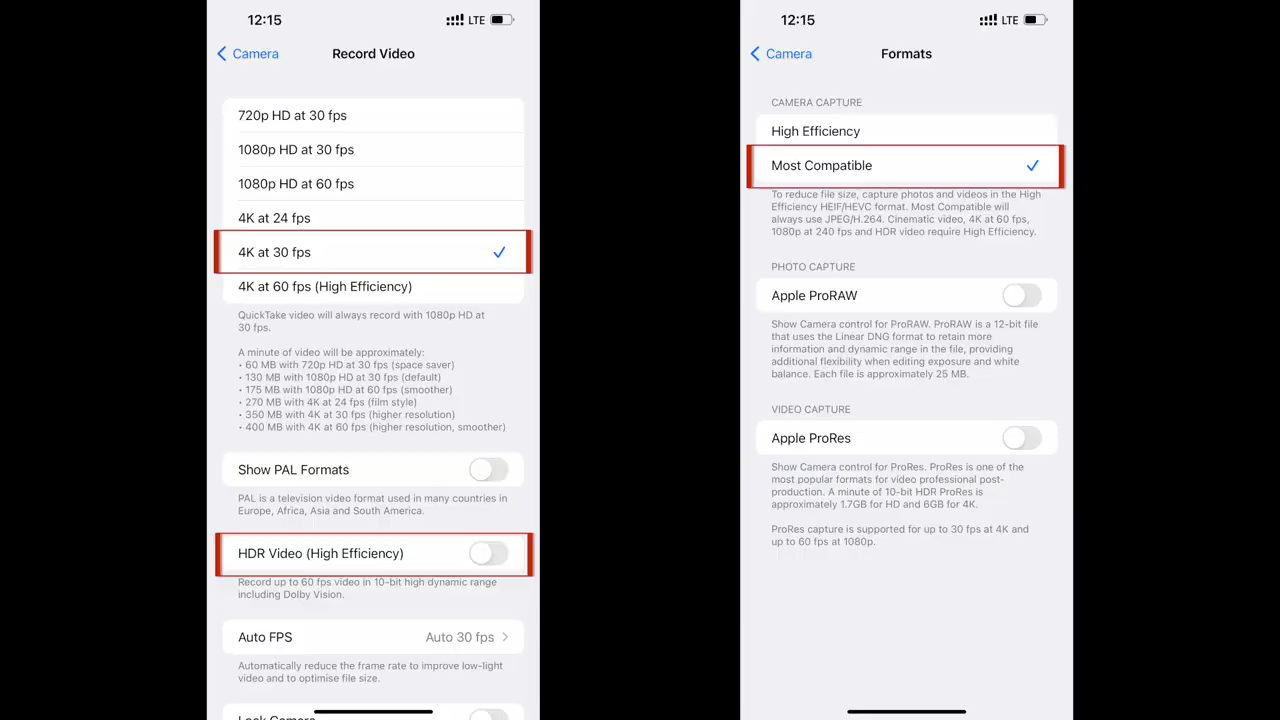 12:15
LTE
Camera
Record Video
720p HD at 30 fps
1080p HD at 30 fps
1080p HD at 60 fps
4K at 24 fps
4K at 30 fps
4K at 60 fps (High Efficiency)
QuickTake video will always record with 1080p HD at
30 fps.
A minute of video will be approximately:
• 60 MB with 720p HD at 30 fps (space saver)
• 130 MB with 1080p HD at 30 fps (default)
• 175 MB with 1080p HD at 60 fps (smoother)
• 270 MB with 4K at 24 fps (film style)
• 350 MB with 4K at 30 fps (higher resolution)
• 400 MB with 4K at 60 fps (higher resolution, smoother)
Show PAL Formats
PAL is a television video format used in many countries in
Europe, Africa, Asia and South America.
HDR Video (High Efficiency)
Record up to 60 fps video in 10-bit high dynamic range
including Dolby Vision.
Auto FPS
Auto 30 fps
Automatically reduce the frame rate to improve low-light
video and to optimise file size.
Lock Camera
12:15
LTE
Camera
Formats
CAMERA CAPTURE
High Efficiency
Most Compatible
To reduce file size, capture photos and videos in the High
Efficiency HEIF/HEVC format. Most Compatible will
always use JPEG/H.264. Cinematic video, 4K at 60 fps,
1080p at 240 fps and HDR video require High Efficiency.
PHOTO CAPTURE
Apple ProRAW
Show Camera control for ProRAW. ProRAW is a 12-bit file
that uses the Linear DNG format to retain more
information and dynamic range in the file, providing
additional flexibility when editing exposure and white
balance. Each file is approximately 25 MB.
VIDEO CAPTURE
Apple ProRes
Show Camera control for ProRes. ProRes is one of the
most popular formats for video professional post-
production. A minute of 10-bit HDR ProRes is
approximately 1.7GB for HD and 6GB for 4K.
ProRes capture is supported for up to 30 fps at 4K and
up to 60 fps at 1080p.